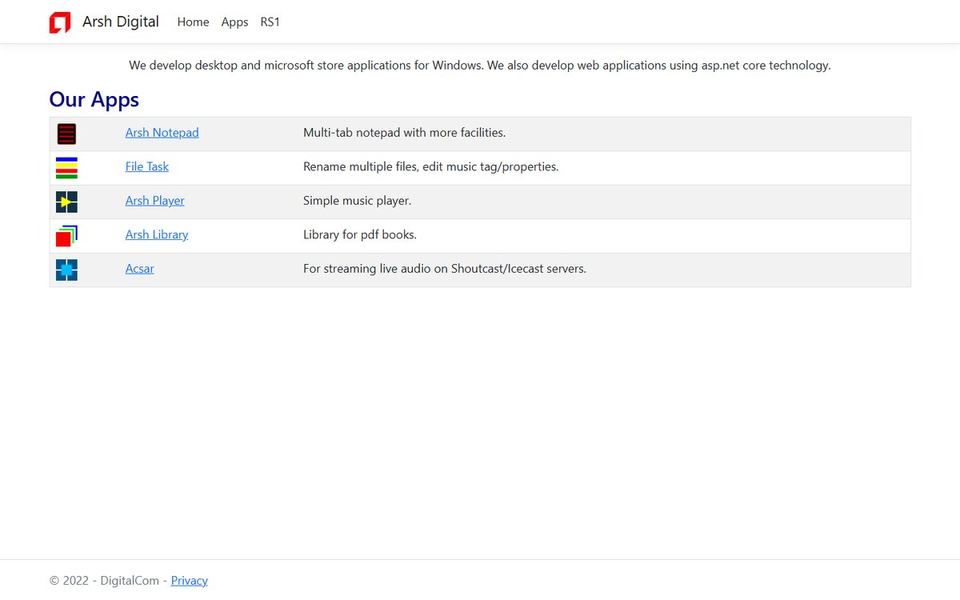 Arsh Digital Home Apps RS1
We develop desktop and microsoft store applications for Windows. We also develop web applications using asp.net core technology.
Our Apps
Arsh Notepad Multi-tab notepad with more facilities.
File Task Rename multiple files, edit music tag/properties.
Arsh Player Simple music player.
Arsh Library Library for pdf books.
Acsar For streaming live audio on Shoutcast/Icecast servers.
© 2022 - DigitalCom - Privacy